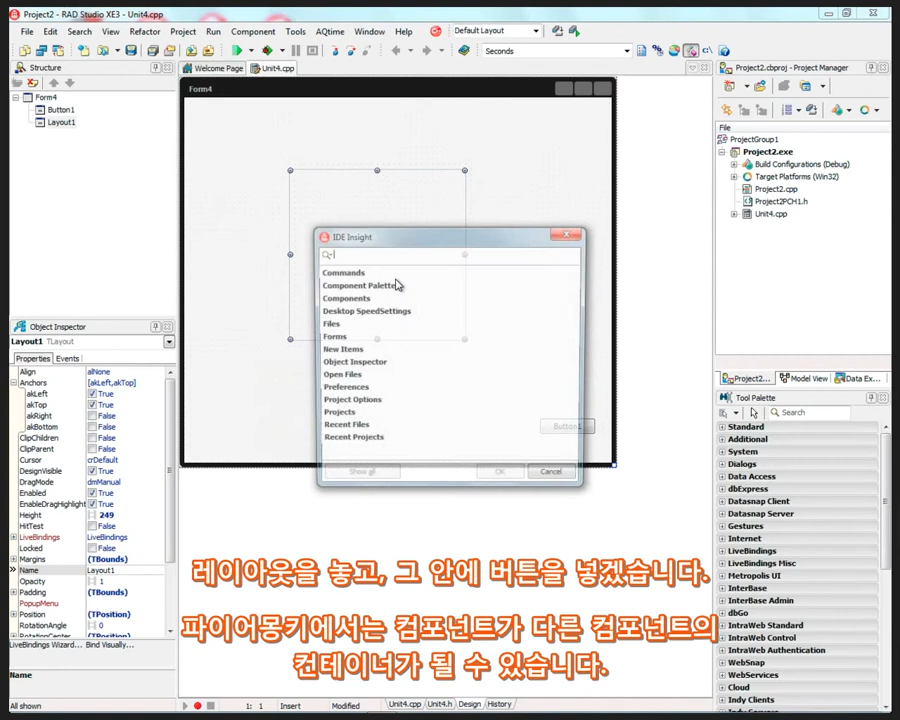 Project2 - RAD Studio XE3 - Unit4.cpp
File Edit Search View Refactor Project Run Component Tools AQtime Window Help Default Layout
Seconds
Structure
Form4
Button1
Layout1
Welcome Page Unit4.cpp
Form4
IDE Insight
Commands
Component Palette
Components
Desktop SpeedSettings
Files
Forms
New Items
Object Inspector
Open Files
Preferences
Project Options
Projects
Recent Files
Recent Projects
Show all OK Cancel
Button1
Project2.cbproj - Project Manager
File
ProjectGroup1
Project2.exe
Build Configurations (Debug)
Target Platforms (Win32)
Project2.cpp
Project2PCH1.h
Unit4.cpp
Project2... Model View Data Ex...
Tool Palette
Search
Standard
Additional
System
Dialogs
Data Access
dbExpress
Datasnap Client
Datasnap Server
Gestures
Internet
LiveBindings
LiveBindings Misc
Metropolis UI
InterBase
InterBase Admin
dbGo
IntraWeb Standard
IntraWeb Control
IntraWeb Authentication
WebSnap
WebServices
Cloud
Indy Clients
Object Inspector
Layout1 TLayout
Properties Events
Align alNone
Anchors [akLeft,akTop]
akLeft True
akTop True
akRight False
akBottom False
ClipChildren False
ClipParent False
Cursor crDefault
DesignVisible True
DragMode dmManual
Enabled True
EnableDragHighlight True
Height 249
HitTest False
LiveBindings LiveBindings
Locked False
Margins (TBounds)
Name Layout1
Opacity 1
Padding (TBounds)
PopupMenu
Position (TPosition)
RotationAngle 0
RotationCenter (TPosition)
LiveBindings Wizard... Bind Visually...
Name
All shown
레이아웃을 놓고, 그 안에 버튼을 넣겠습니다.
파이어몽키에서는 컴포넌트가 다른 컴포넌트의
컨테이너가 될 수 있습니다.
1: 1 Insert Modified Unit4.cpp Unit4.h Design History